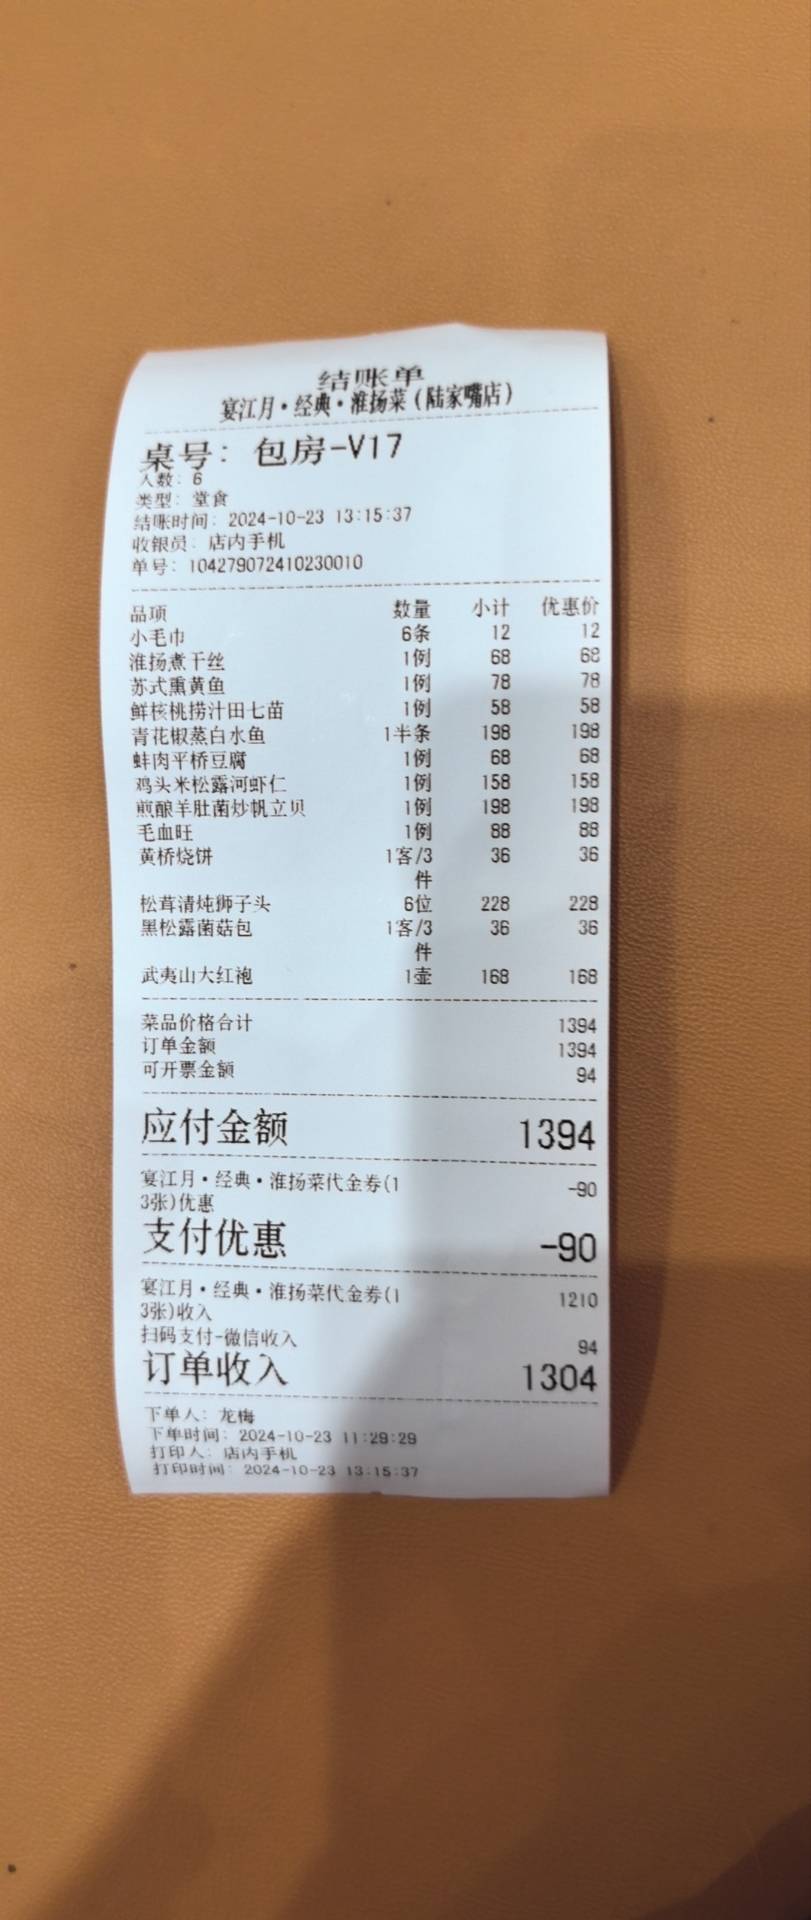 结账单
宴江月·经典·淮扬菜(陆家嘴店)
桌号: 包房-V17
人数: 6
类型: 堂食
结账时间: 2024-10-23 13:15:37
收银员: 店内手机
单号: 104279072410230010
品项 数量 小计 优惠价
小毛巾 6条 12 12
淮扬煮干丝 1例 68 68
苏式熏黄鱼 1例 78 78
鲜核桃捞汁田七苗 1例 58 58
青花椒蒸白水鱼 1半条 198 198
蚌肉平桥豆腐 1例 68 68
鸡头米松露河虾仁 1例 158 158
煎酿羊肚菌炒帆立贝 1例 198 198
毛血旺 1例 88 88
黄桥烧饼 1客/3 36 36
件
松茸清炖狮子头 6位 228 228
黑松露菌菇包 1客/3 36 36
件
武夷山大红袍 1壶 168 168
菜品价格合计 1394
订单金额 1394
可开票金额 94
应付金额 1394
宴江月·经典·淮扬菜代金券(1 -90
3张)优惠
支付优惠 -90
宴江月·经典·淮扬菜代金券(1 1210
3张)收入
扫码支付-微信收入 94
订单收入 1304
下单人: 龙梅
下单时间: 2024-10-23 11:29:29
打印人: 店内手机
打印时间: 2024-10-23 13:15:37